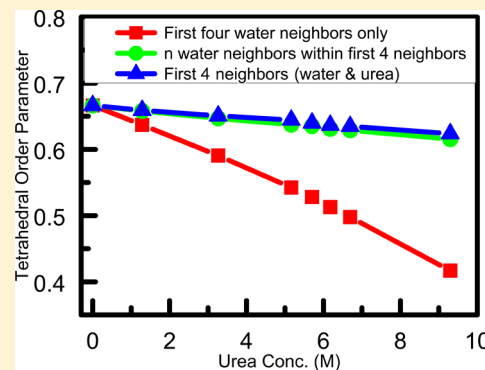 0.8
First four water neighbors only
n water neighbors within first 4 neighbors
First 4 neighbors (water & urea)
0.7
0.6
0.5
0.4
Tetrahedral Order Parameter
0 2 4 6 8 10
Urea Conc. (M)